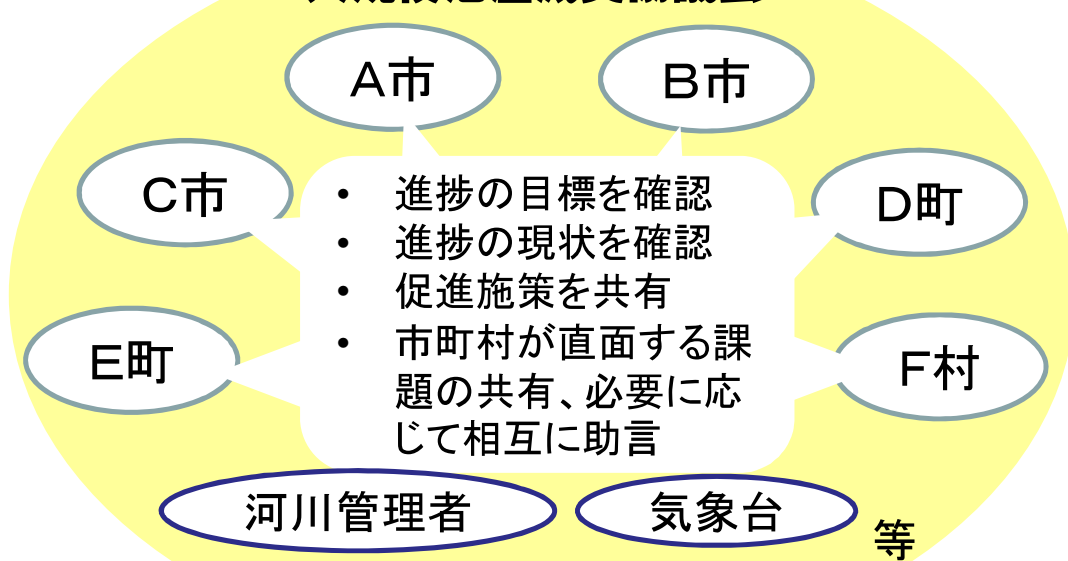 A市
B市
C市
D町
E町
F村
• 進捗の目標を確認
• 進捗の現状を確認
• 促進施策を共有
• 市町村が直面する課
題の共有、必要に応
じて相互に助言
河川管理者
気象台
等